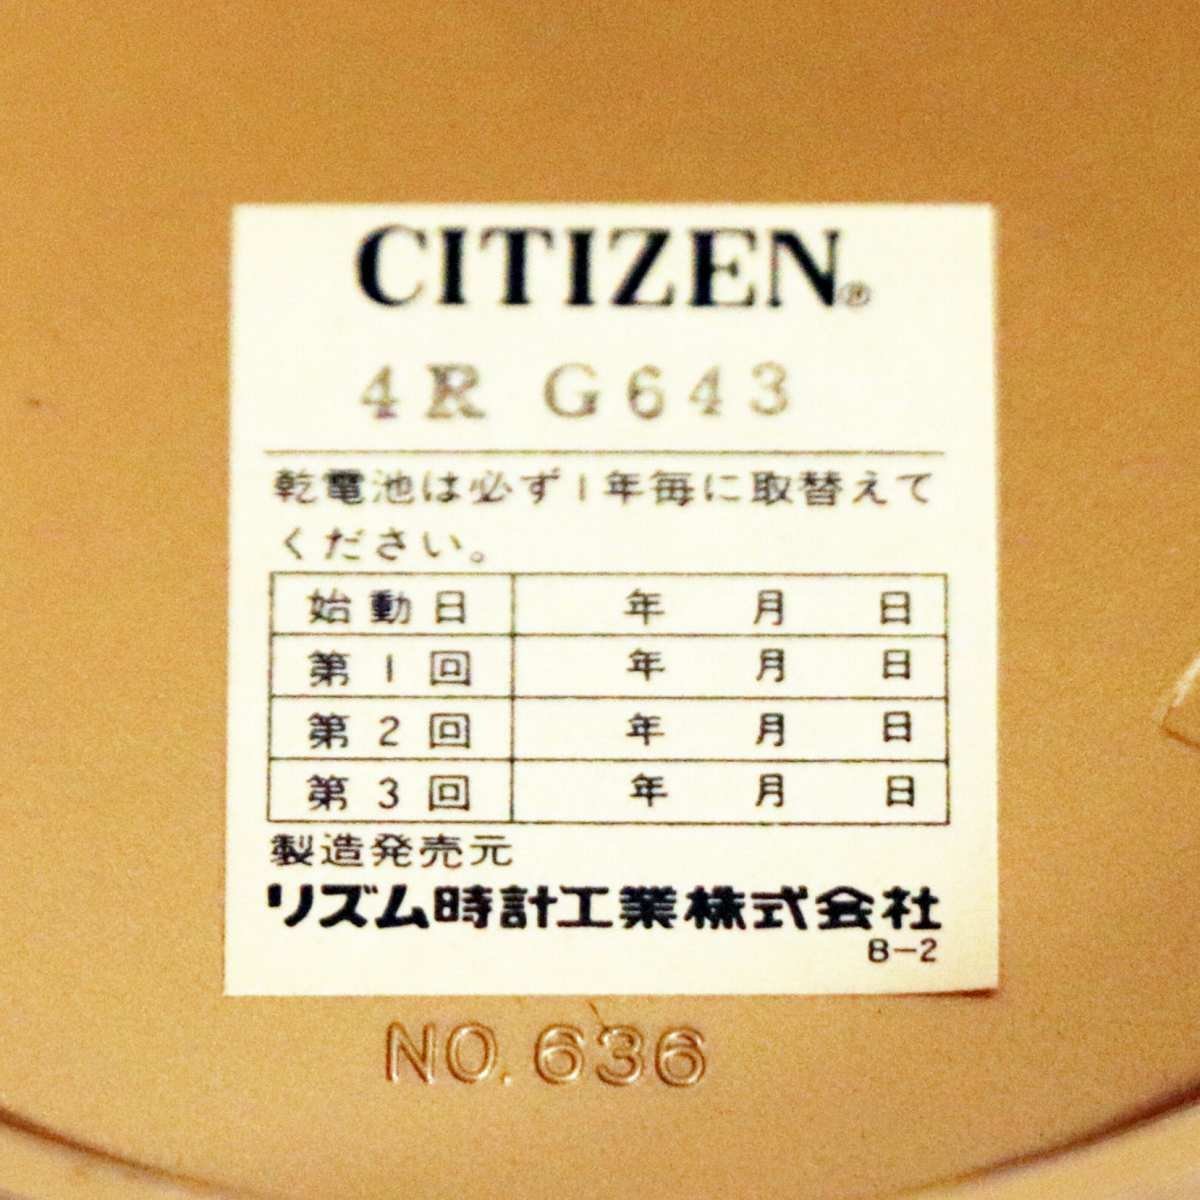 CITIZEN®
4R G643
乾電池は必ず1年毎に取替えて
ください。
始動日 年 月 日
第1回 年 月 日
第2回 年 月 日
第3回 年 月 日
製造発売元
リズム時計工業株式会社
B-2
NO.636